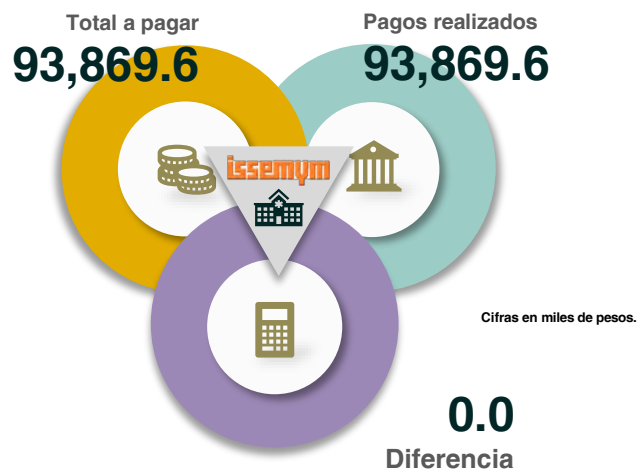 Total a pagar
93,869.6
Pagos realizados
93,869.6
issemym
Cifras en miles de pesos.
0.0
Diferencia